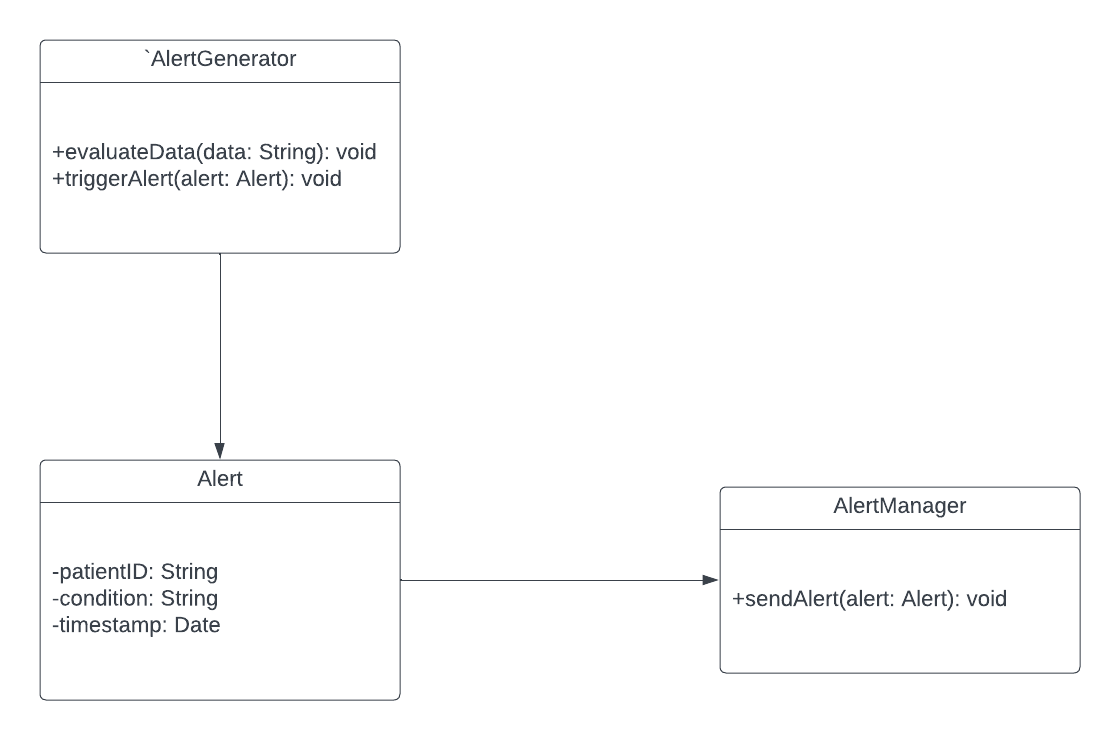 `AlertGenerator
+evaluateData(data: String): void
+triggerAlert(alert: Alert): void
Alert
-patientID: String
-condition: String
-timestamp: Date
AlertManager
+sendAlert(alert: Alert): void